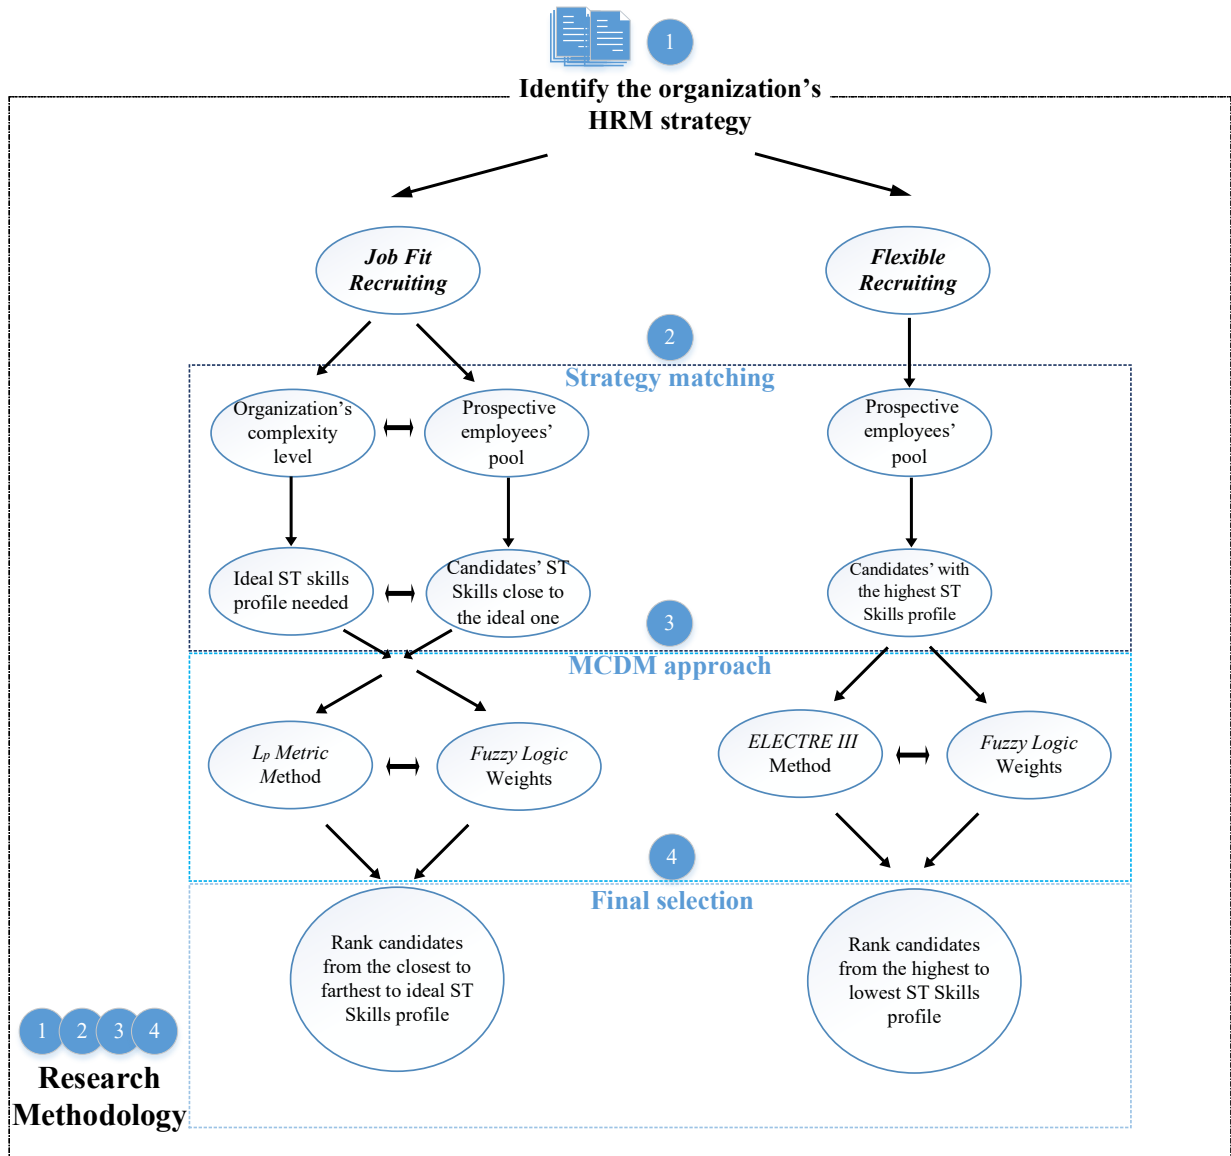 1
Identify the organization's
HRM strategy
Job Fit
Recruiting
Flexible
Recruiting
2
Strategy matching
Organization's
complexity
level
Prospective
employees'
pool
Prospective
employees'
pool
Ideal ST skills
profile needed
Candidates' ST
Skills close to
the ideal one
Candidates' with
the highest ST
Skills profile
3
MCDM approach
Lp Metric
Method
Fuzzy Logic
Weights
ELECTRE III
Method
Fuzzy Logic
Weights
4
Final selection
Rank candidates
from the closest to
farthest to ideal ST
Skills profile
Rank candidates
from the highest to
lowest ST Skills
profile
1 2 3 4
Research
Methodology